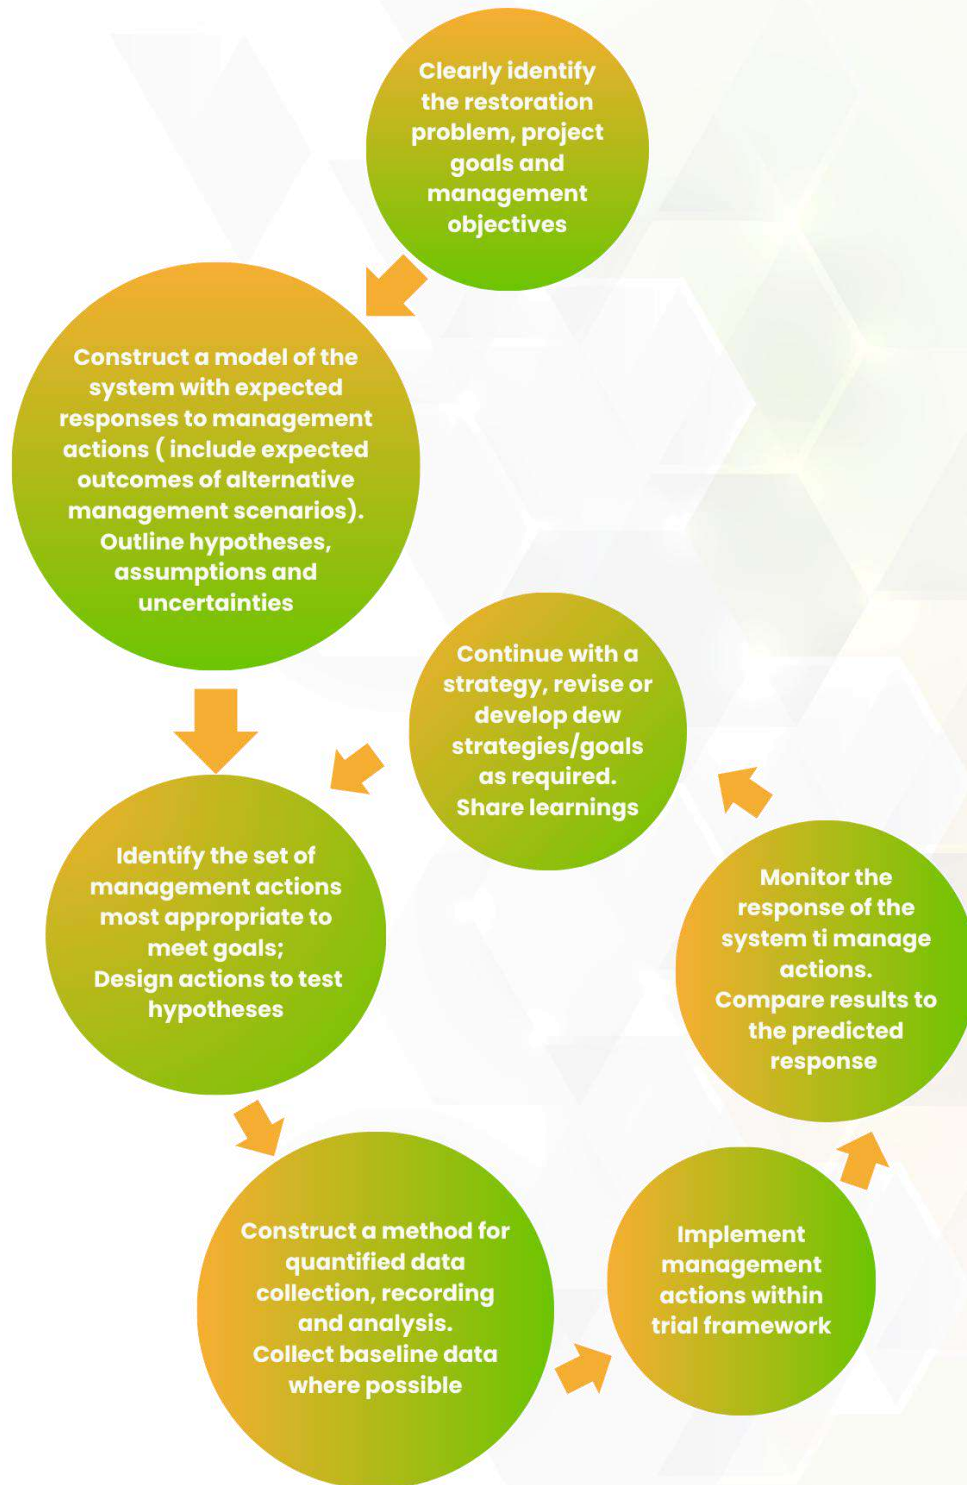 Clearly identify
the restoration
problem, project
goals and
management
objectives
Construct a model of the
system with expected
responses to management
actions ( include expected
outcomes of alternative
management scenarios).
Outline hypotheses,
assumptions and
uncertainties
Identify the set of
management actions
most appropriate to
meet goals;
Design actions to test
hypotheses
Construct a method for
quantified data
collection, recording
and analysis.
Collect baseline data
where possible
Implement
management
actions within
trial framework
Monitor the
response of the
system ti manage
actions.
Compare results to
the predicted
response
Continue with a
strategy, revise or
develop dew
strategies/goals
as required.
Share learnings